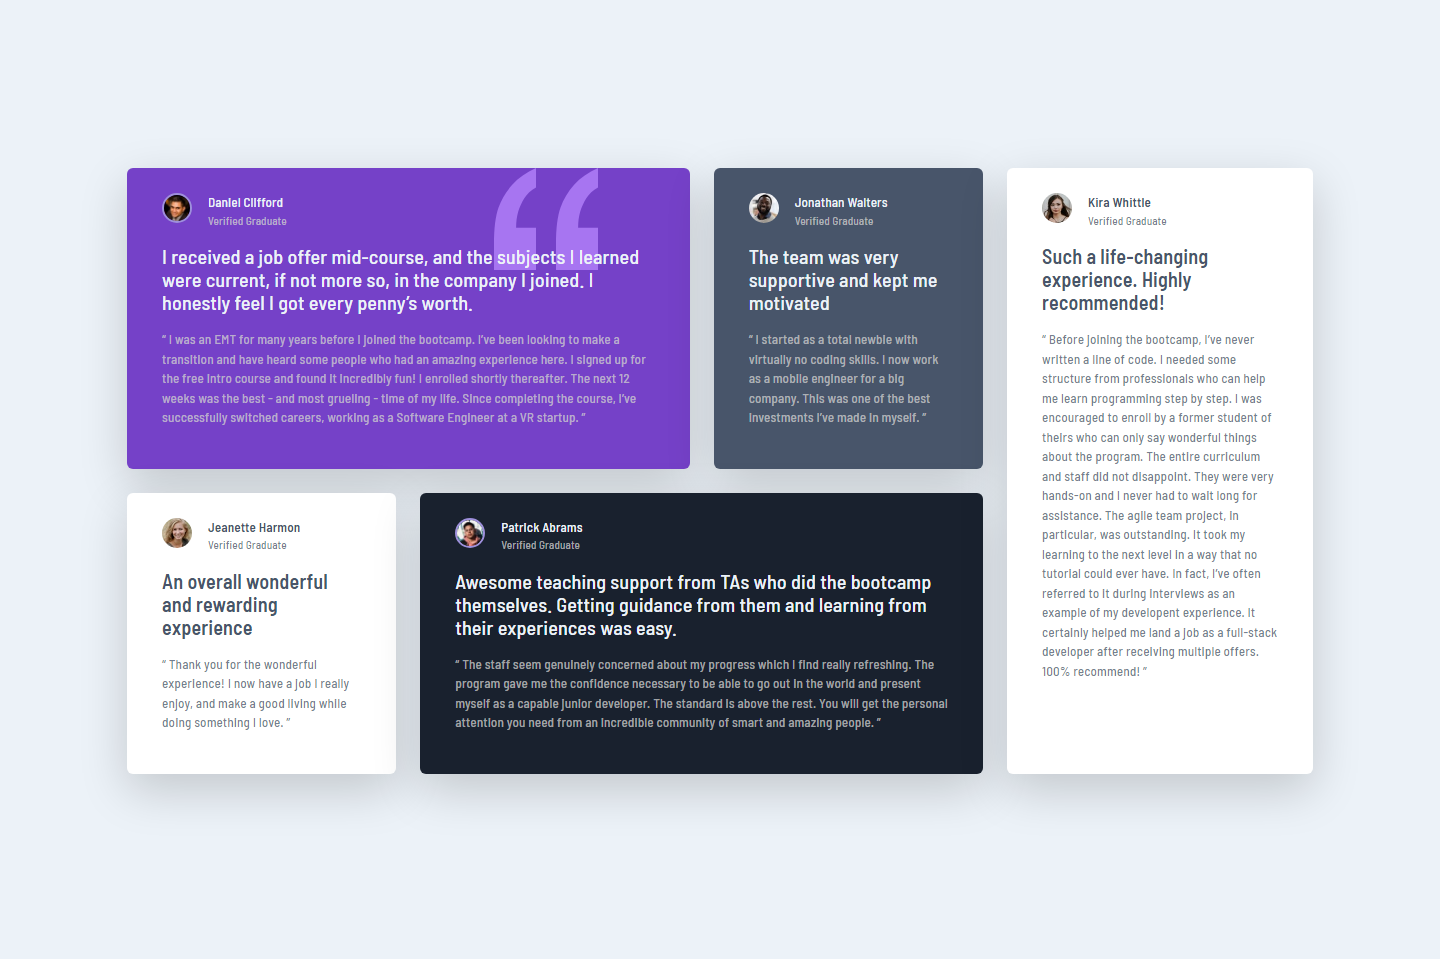 Daniel Clifford
Verified Graduate
I received a job offer mid-course, and the subjects I learned
were current, if not more so, in the company I joined. I
honestly feel I got every penny’s worth.
“ I was an EMT for many years before I joined the bootcamp. I’ve been looking to make a
transition and have heard some people who had an amazing experience here. I signed up for
the free intro course and found it incredibly fun! I enrolled shortly thereafter. The next 12
weeks was the best - and most grueling - time of my life. Since completing the course, I’ve
successfully switched careers, working as a Software Engineer at a VR startup. ”
Jonathan Walters
Verified Graduate
The team was very
supportive and kept me
motivated
“ I started as a total newbie with
virtually no coding skills. I now work
as a mobile engineer for a big
company. This was one of the best
investments I’ve made in myself. ”
Kira Whittle
Verified Graduate
Such a life-changing
experience. Highly
recommended!
“ Before joining the bootcamp, I’ve never
written a line of code. I needed some
structure from professionals who can help
me learn programming step by step. I was
encouraged to enroll by a former student of
theirs who can only say wonderful things
about the program. The entire curriculum
and staff did not disappoint. They were very
hands-on and I never had to wait long for
assistance. The agile team project, in
particular, was outstanding. It took my
learning to the next level in a way that no
tutorial could ever have. In fact, I’ve often
referred to it during interviews as an
example of my developent experience. It
certainly helped me land a job as a full-stack
developer after receiving multiple offers.
100% recommend! ”
Jeanette Harmon
Verified Graduate
An overall wonderful
and rewarding
experience
“ Thank you for the wonderful
experience! I now have a job I really
enjoy, and make a good living while
doing something I love. ”
Patrick Abrams
Verified Graduate
Awesome teaching support from TAs who did the bootcamp
themselves. Getting guidance from them and learning from
their experiences was easy.
“ The staff seem genuinely concerned about my progress which I find really refreshing. The
program gave me the confidence necessary to be able to go out in the world and present
myself as a capable junior developer. The standard is above the rest. You will get the personal
attention you need from an incredible community of smart and amazing people. ”